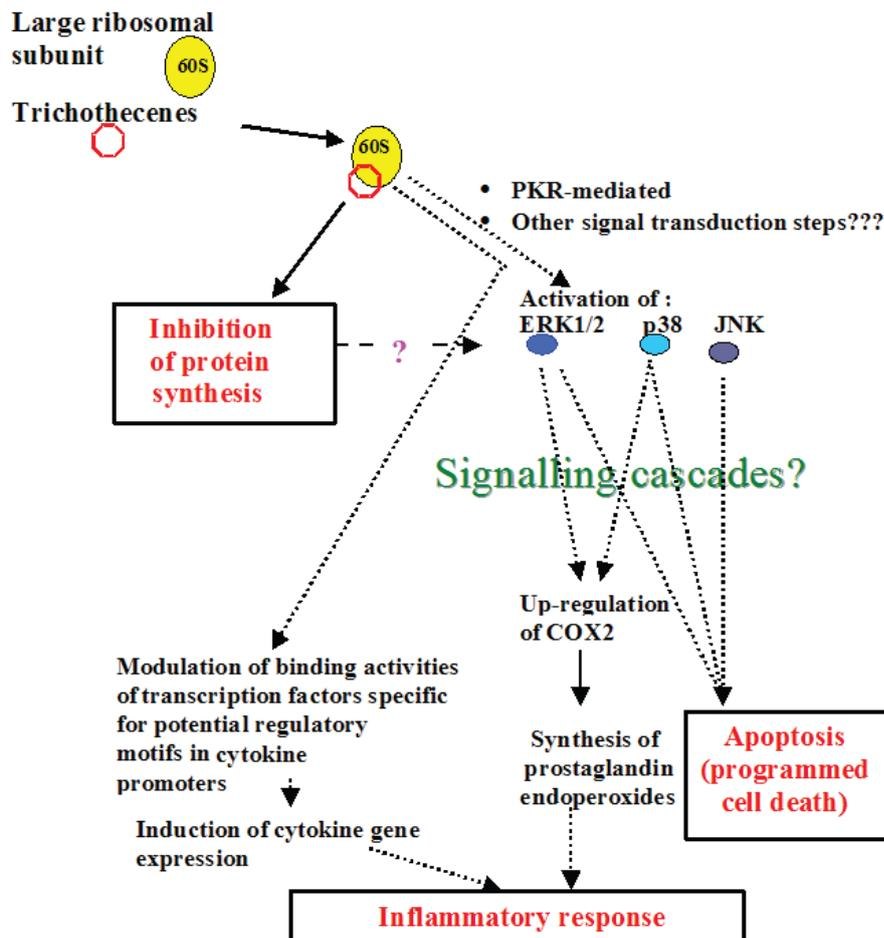 Large ribosomal
subunit
60S
Trichothecenes
60S
• PKR-mediated
• Other signal transduction steps???
Activation of :
ERK1/2 p38 JNK
Inhibition
of protein
synthesis
?
Signalling cascades?
Up-regulation
of COX2
Modulation of binding activities
of transcription factors specific
for potential regulatory
motifs in cytokine
promoters
Synthesis of
prostaglandin
endoperoxides
Apoptosis
(programmed
cell death)
Induction of cytokine gene
expression
Inflammatory response